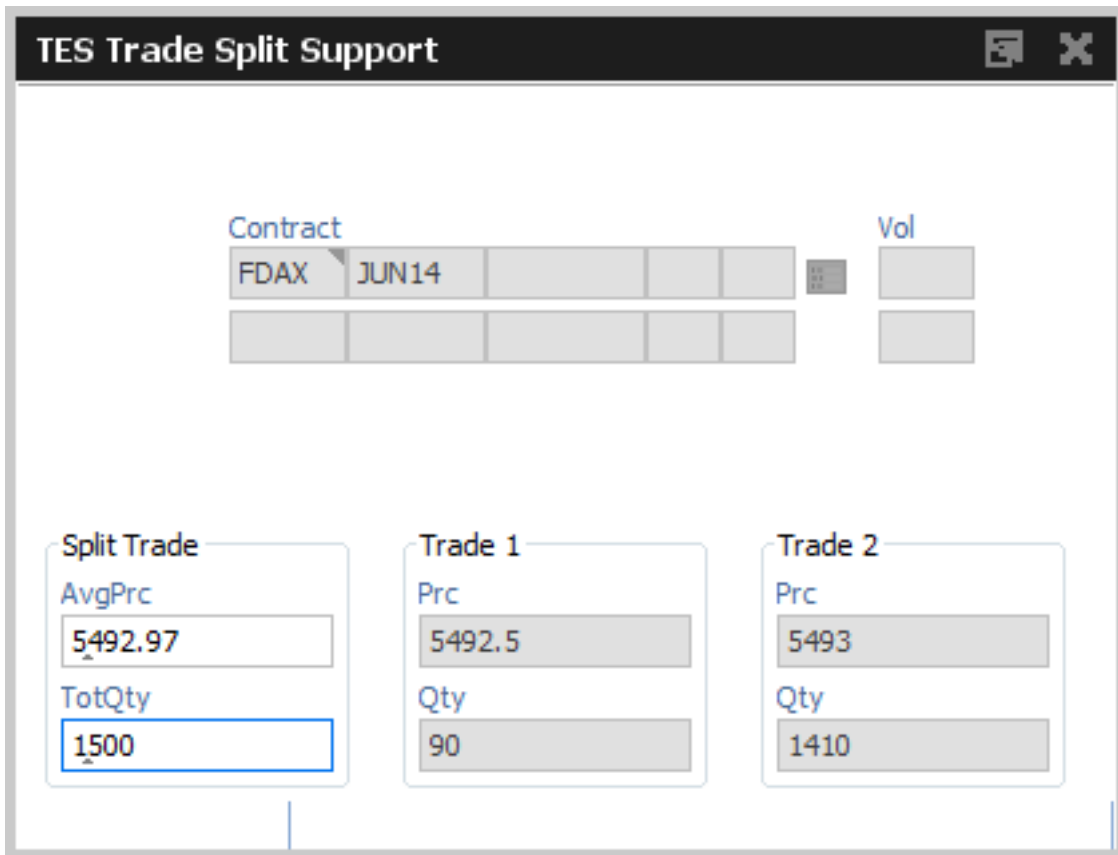 TES Trade Split Support
Contract Vol
FDAX JUN14
Split Trade Trade 1 Trade 2
AvgPrc Prc Prc
5492.97 5492.5 5493
TotQty Qty Qty
1500 90 1410